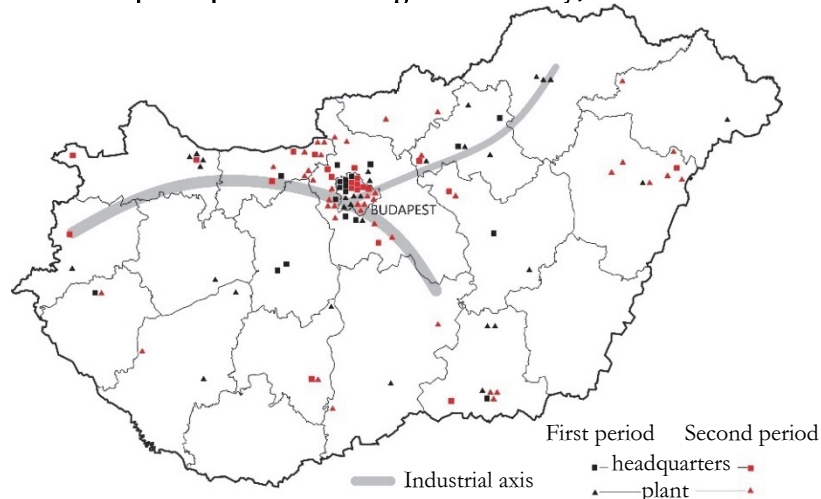 BUDAPEST
First period Second period
headquarters
plant
Industrial axis